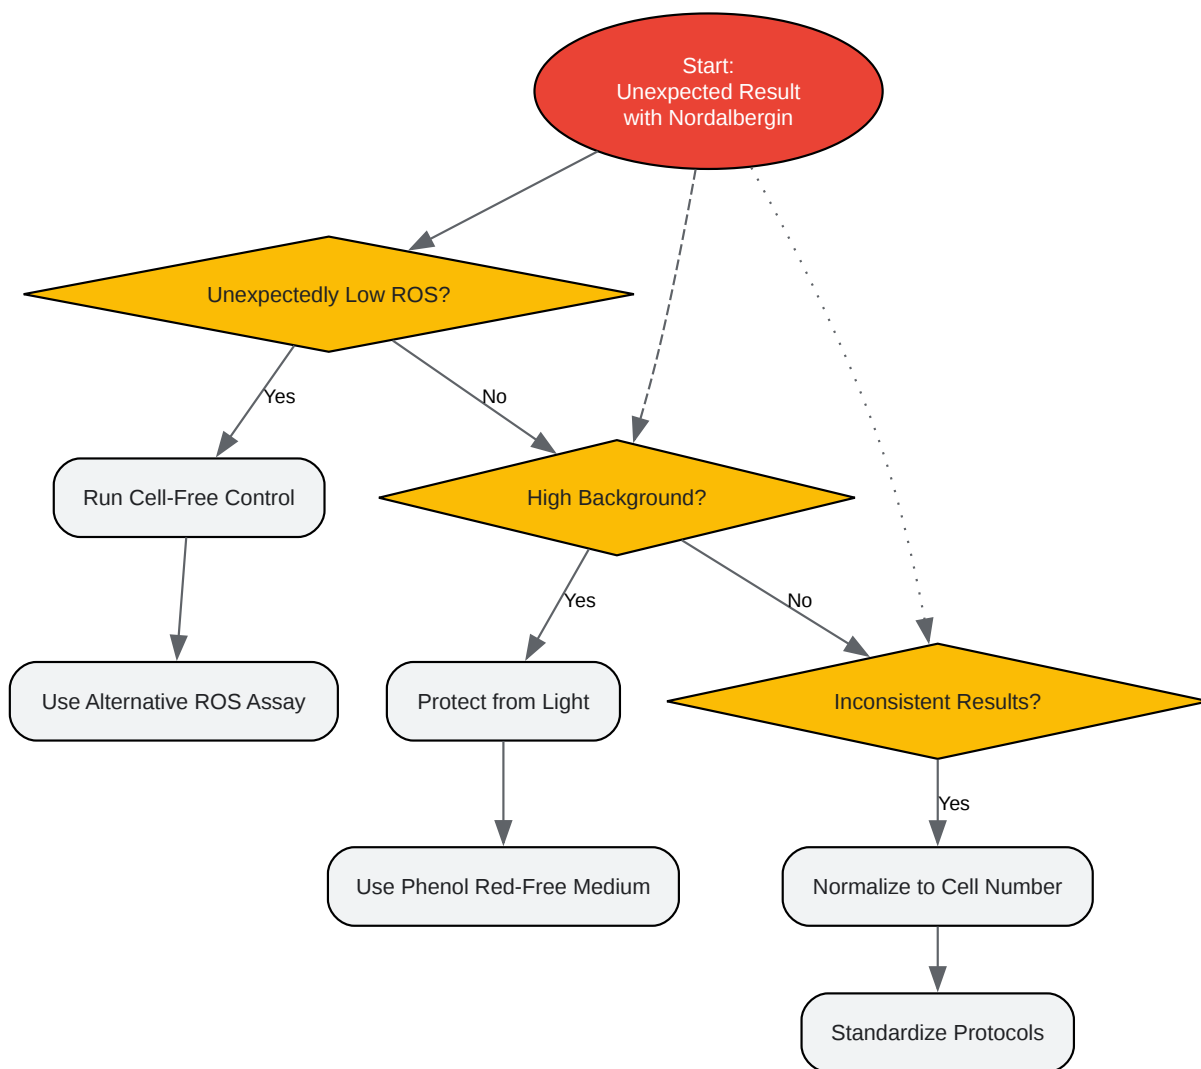 Start:
Unexpected Result
with Nordalbergin
Unexpectedly Low ROS?
Yes
No
Run Cell-Free Control
High Background?
Yes
No
Use Alternative ROS Assay
Protect from Light
Inconsistent Results?
Yes
Use Phenol Red-Free Medium
Normalize to Cell Number
Standardize Protocols